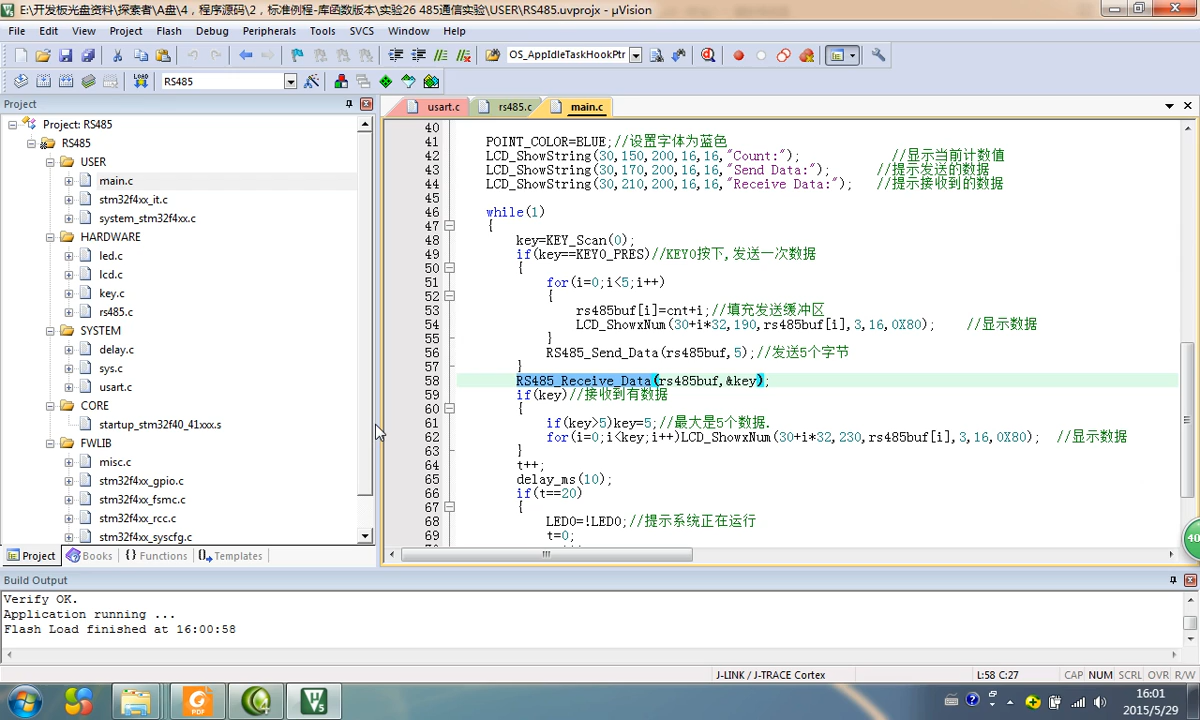 E:\开发板光盘资料\探索者\A盘\4，程序源码\2，标准例程-库函数版本\实验26 485通信实验\USER\RS485.uvprojx - µVision
File Edit View Project Flash Debug Peripherals Tools SVCS Window Help
OS_AppIdleTaskHookPtr
LOAD RS485
Project
usart.c rs485.c main.c
Project: RS485
RS485
USER
main.c
stm32f4xx_it.c
system_stm32f4xx.c
HARDWARE
led.c
lcd.c
key.c
rs485.c
SYSTEM
delay.c
sys.c
usart.c
CORE
startup_stm32f40_41xxx.s
FWLIB
misc.c
stm32f4xx_gpio.c
stm32f4xx_fsmc.c
stm32f4xx_rcc.c
stm32f4xx_syscfg.c
Project Books {} Functions Templates
40
41 POINT_COLOR=BLUE;//设置字体为蓝色
42 LCD_ShowString(30,150,200,16,16,"Count:"); //显示当前计数值
43 LCD_ShowString(30,170,200,16,16,"Send Data:"); //提示发送的数据
44 LCD_ShowString(30,210,200,16,16,"Receive Data:"); //提示接收到的数据
45
46 while(1)
47 {
48 key=KEY_Scan(0);
49 if(key==KEY0_PRES)//KEY0按下,发送一次数据
50 {
51 for(i=0;i<5;i++)
52 {
53 rs485buf[i]=cnt+i;//填充发送缓冲区
54 LCD_ShowxNum(30+i*32,190,rs485buf[i],3,16,0X80); //显示数据
55 }
56 RS485_Send_Data(rs485buf,5);//发送5个字节
57 }
58 RS485_Receive_Data(rs485buf,&key);
59 if(key)//接收到有数据
60 {
61 if(key>5)key=5;//最大是5个数据.
62 for(i=0;i<key;i++)LCD_ShowxNum(30+i*32,230,rs485buf[i],3,16,0X80); //显示数据
63 }
64 t++;
65 delay_ms(10);
66 if(t==20)
67 {
68 LED0=!LED0;//提示系统正在运行
69 t=0;
40
Build Output
Verify OK.
Application running ...
Flash Load finished at 16:00:58
J-LINK / J-TRACE Cortex L:58 C:27 CAP NUM SCRL OVR R/W
PDF
16:01
2015/5/29